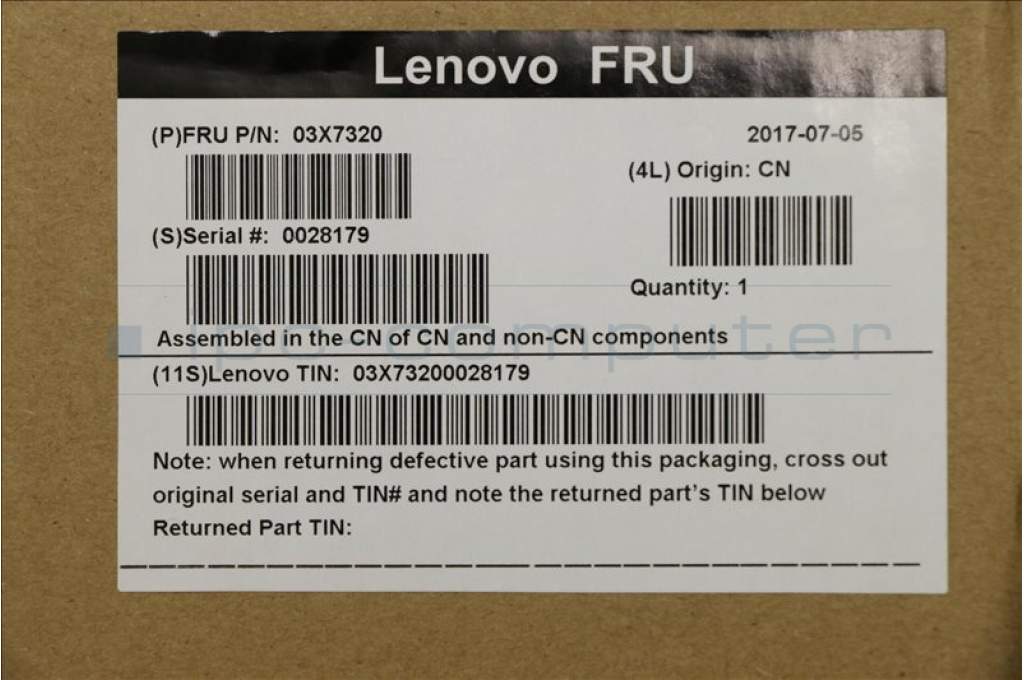 Lenovo FRU
(P)FRU P/N: 03X7320
2017-07-05
(4L) Origin: CN
(S)Serial #: 0028179
Quantity: 1
ipc-computer
Assembled in the CN of CN and non-CN components
(11S)Lenovo TIN: 03X73200028179
Note: when returning defective part using this packaging, cross out
original serial and TIN# and note the returned part's TIN below
Returned Part TIN: